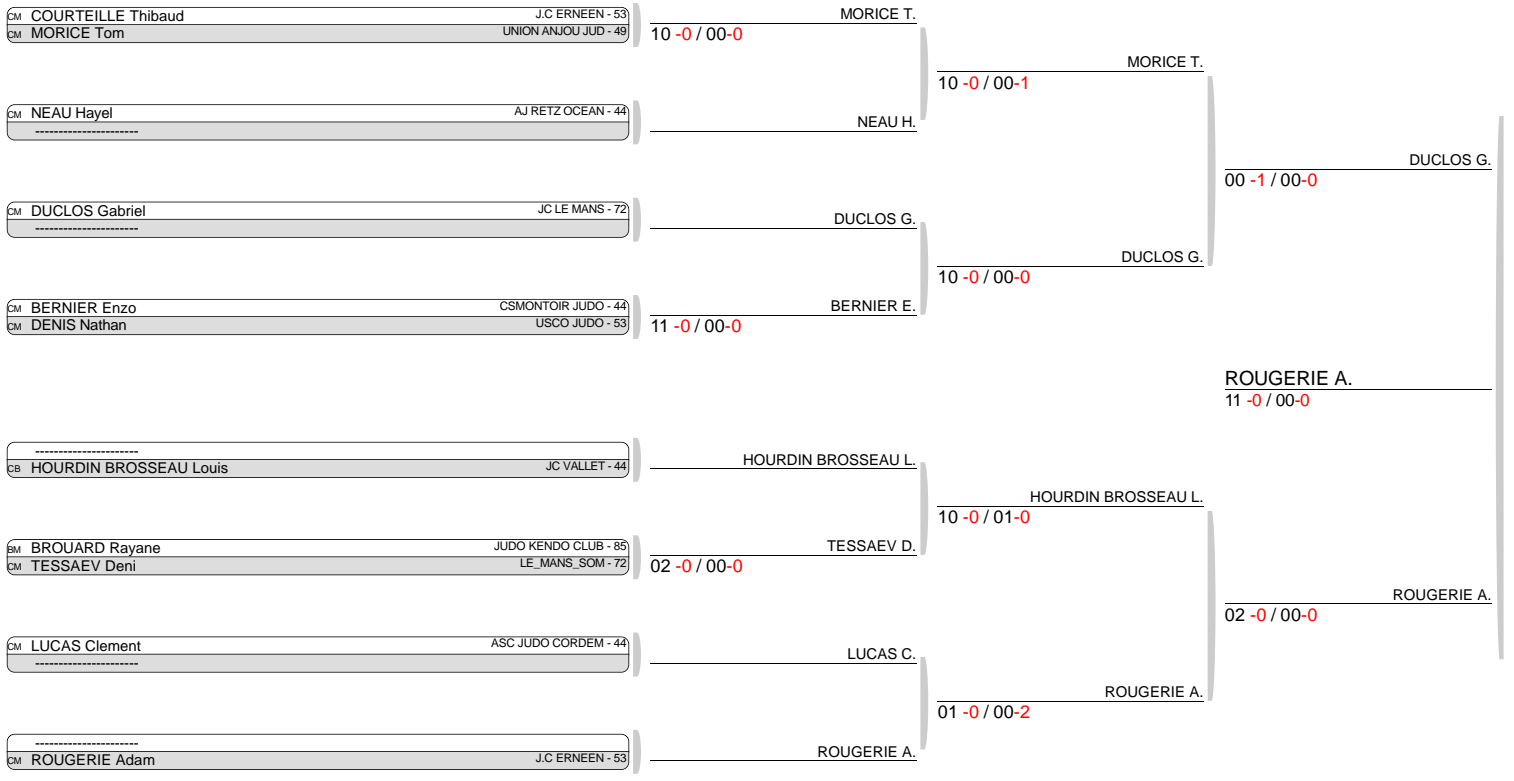 CM COURTEILLE Thibaud J.C ERNEEN - 53
CM MORICE Tom UNION ANJOU JUD - 49
MORICE T.
10 -0 / 00-0
MORICE T.
10 -0 / 00-1
CM NEAU Hayel AJ RETZ OCEAN - 44
----------------------
NEAU H.
DUCLOS G.
00 -1 / 00-0
CM DUCLOS Gabriel JC LE MANS - 72
----------------------
DUCLOS G.
DUCLOS G.
10 -0 / 00-0
CM BERNIER Enzo CSMONTOIR JUDO - 44
CM DENIS Nathan USCO JUDO - 53
BERNIER E.
11 -0 / 00-0
ROUGERIE A.
11 -0 / 00-0
----------------------
CB HOURDIN BROSSEAU Louis JC VALLET - 44
HOURDIN BROSSEAU L.
HOURDIN BROSSEAU L.
10 -0 / 01-0
BM BROUARD Rayane JUDO KENDO CLUB - 85
CM TESSAEV Deni LE_MANS_SOM - 72
TESSAEV D.
02 -0 / 00-0
ROUGERIE A.
02 -0 / 00-0
CM LUCAS Clement ASC JUDO CORDEM - 44
----------------------
LUCAS C.
ROUGERIE A.
01 -0 / 00-2
----------------------
CM ROUGERIE Adam J.C ERNEEN - 53
ROUGERIE A.